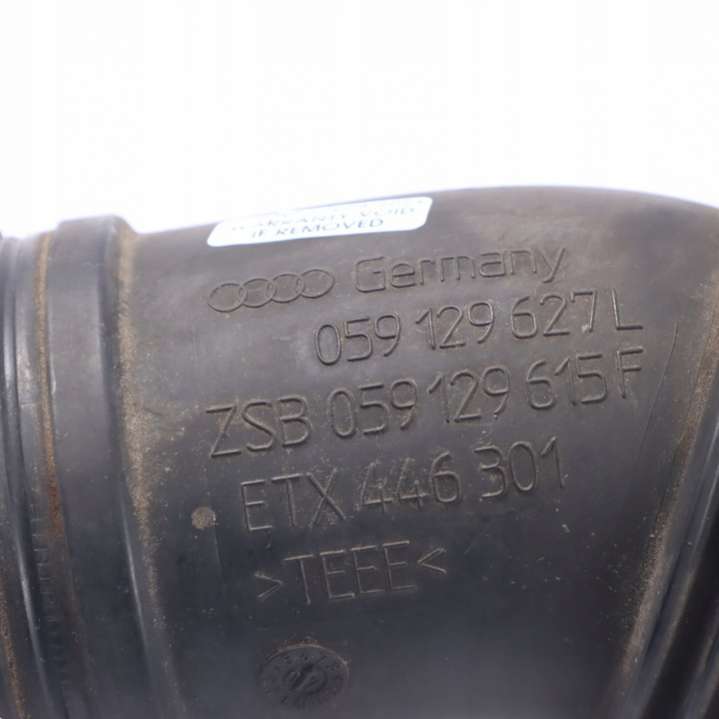 WARRANTY VOID
IF REMOVED
Germany
059 129 627 L
ZSB 059 129 615 F
ETX 446 301
>TEEE<